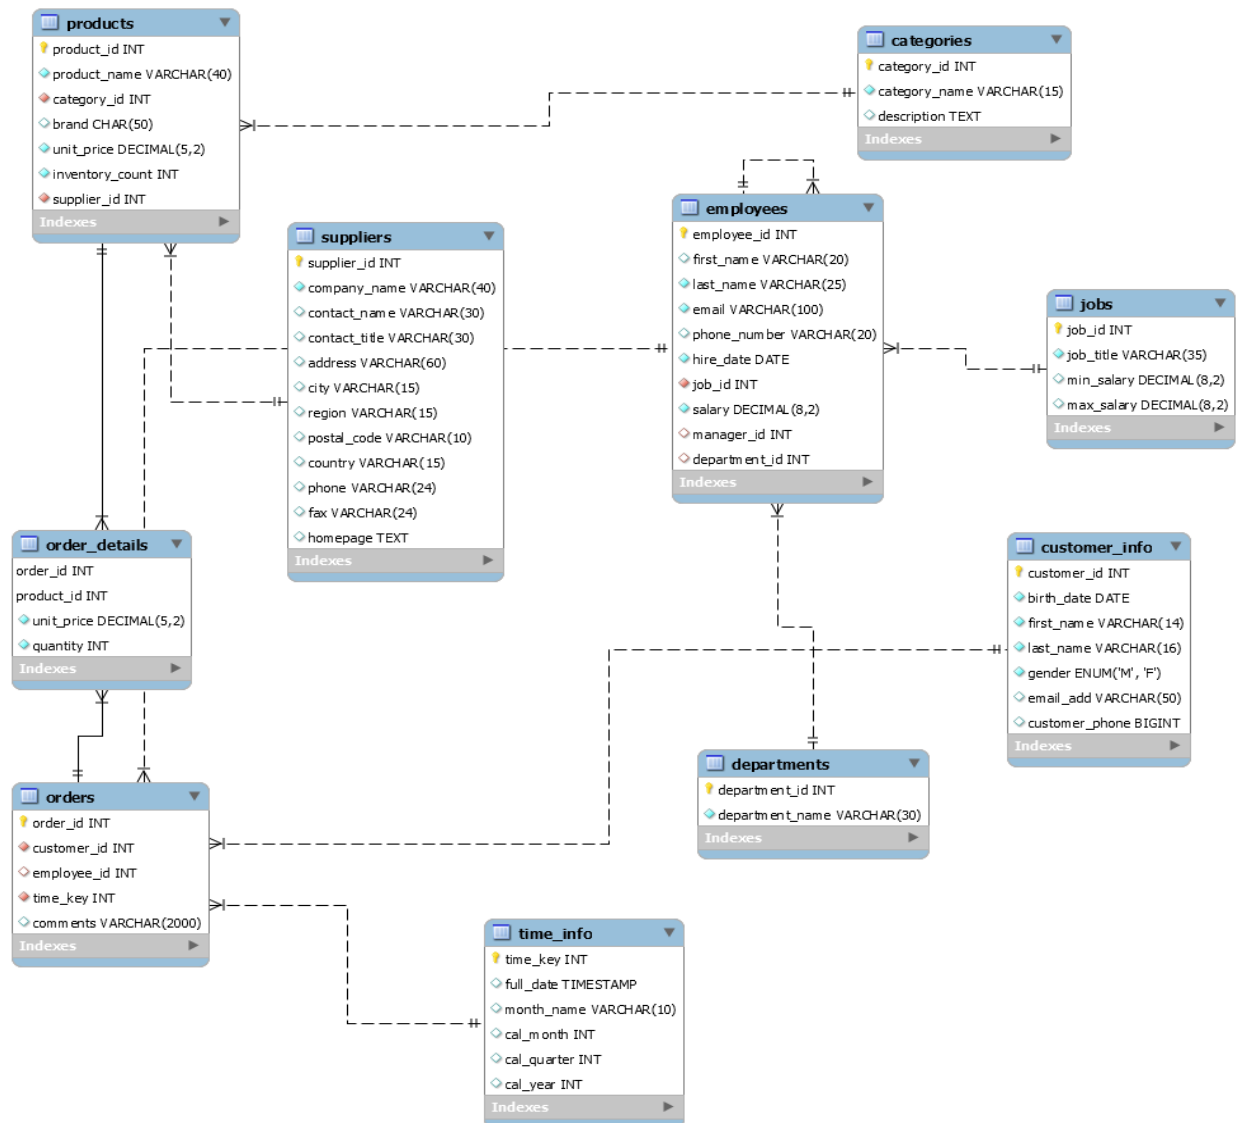 products
product_id INT
product_name VARCHAR(40)
category_id INT
brand CHAR(50)
unit_price DECIMAL(5,2)
inventory_count INT
supplier_id INT
Indexes
categories
category_id INT
category_name VARCHAR(15)
description TEXT
Indexes
suppliers
supplier_id INT
company_name VARCHAR(40)
contact_name VARCHAR(30)
contact_title VARCHAR(30)
address VARCHAR(60)
city VARCHAR(15)
region VARCHAR(15)
postal_code VARCHAR(10)
country VARCHAR(15)
phone VARCHAR(24)
fax VARCHAR(24)
homepage TEXT
Indexes
employees
employee_id INT
first_name VARCHAR(20)
last_name VARCHAR(25)
email VARCHAR(100)
phone_number VARCHAR(20)
hire_date DATE
job_id INT
salary DECIMAL(8,2)
manager_id INT
department_id INT
Indexes
jobs
job_id INT
job_title VARCHAR(35)
min_salary DECIMAL(8,2)
max_salary DECIMAL(8,2)
Indexes
order_details
order_id INT
product_id INT
unit_price DECIMAL(5,2)
quantity INT
Indexes
customer_info
customer_id INT
birth_date DATE
first_name VARCHAR(14)
last_name VARCHAR(16)
gender ENUM('M', 'F')
email_add VARCHAR(50)
customer_phone BIGINT
Indexes
departments
department_id INT
department_name VARCHAR(30)
Indexes
orders
order_id INT
customer_id INT
employee_id INT
time_key INT
comments VARCHAR(2000)
Indexes
time_info
time_key INT
full_date TIMESTAMP
month_name VARCHAR(10)
cal_month INT
cal_quarter INT
cal_year INT
Indexes